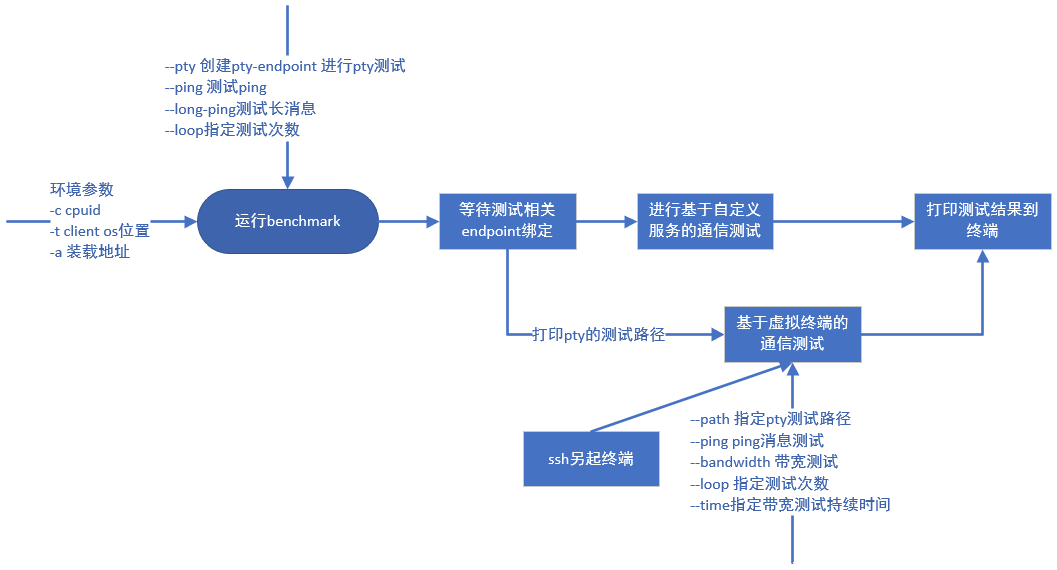 --pty 创建pty-endpoint 进行pty测试
--ping 测试ping
--long-ping测试长消息
--loop指定测试次数
环境参数
-c cpuid
-t client os位置
-a 装载地址
运行benchmark
等待测试相关
endpoint绑定
进行基于自定义
服务的通信测试
打印测试结果到
终端
打印pty的测试路径
基于虚拟终端的
通信测试
ssh另起终端
--path 指定pty测试路径
--ping ping消息测试
--bandwidth 带宽测试
--loop 指定测试次数
--time指定带宽测试持续时间